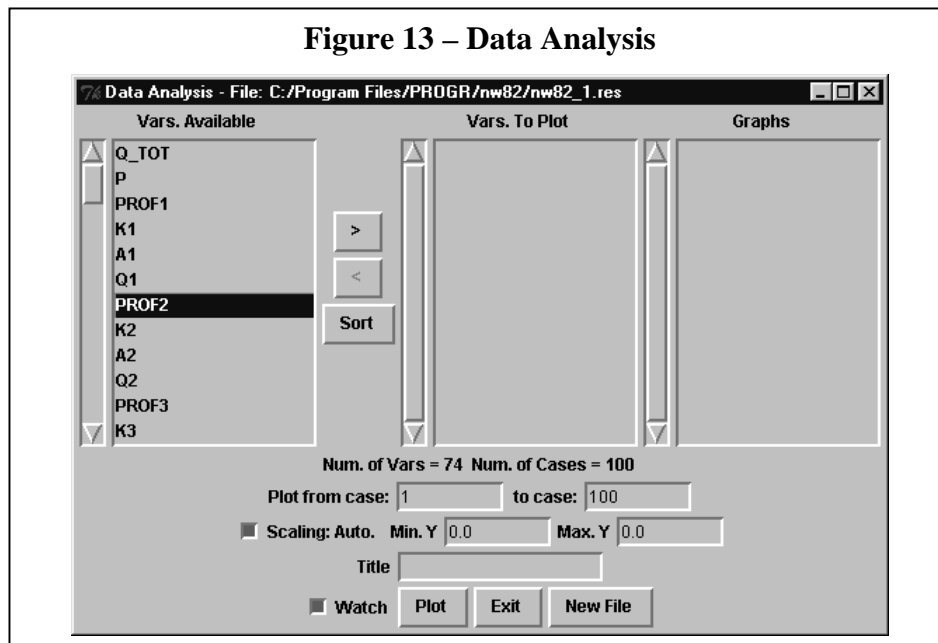 Figure 13 – Data Analysis
Data Analysis - File: C:/Program Files/PROGR/nw82/nw82_1.res
Vars. Available Vars. To Plot Graphs
Q_TOT
P
PROF1
K1
A1
Q1
PROF2
K2
A2
Q2
PROF3
K3
>
<
Sort
Num. of Vars = 74 Num. of Cases = 100
Plot from case: 1 to case: 100
Scaling: Auto. Min. Y 0.0 Max. Y 0.0
Title
Watch Plot Exit New File